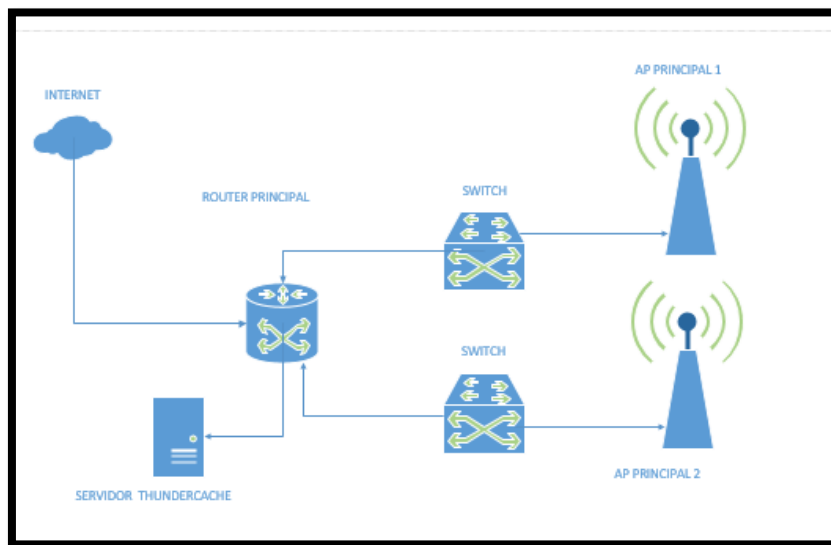 AP PRINCIPAL 1
INTERNET
ROUTER PRINCIPAL
SWITCH
SWITCH
AP PRINCIPAL 2
SERVIDOR THUNDERCACHE